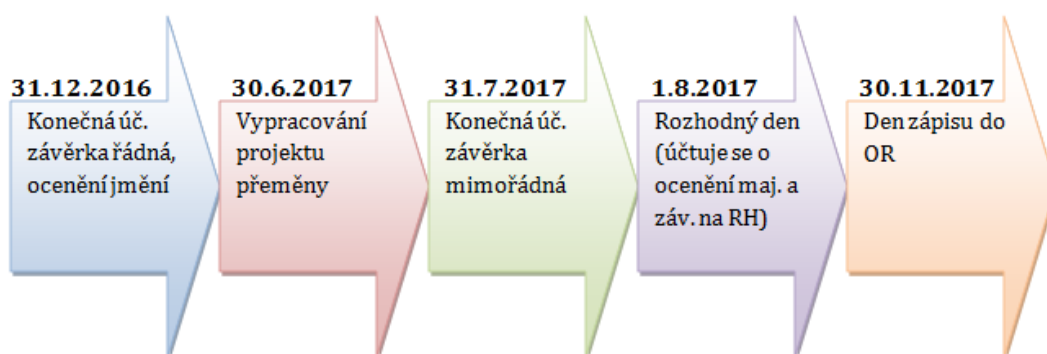 31.12.2016
Konečná úč.
závěrka řádná,
ocenění jmění
30.6.2017
Vypracování
projektu
přeměny
31.7.2017
Konečná úč.
závěrka
mimořádná
1.8.2017
Rozhodný den
(účtuje se o
ocenění maj. a
záv. na RH)
30.11.2017
Den zápisu do
OR